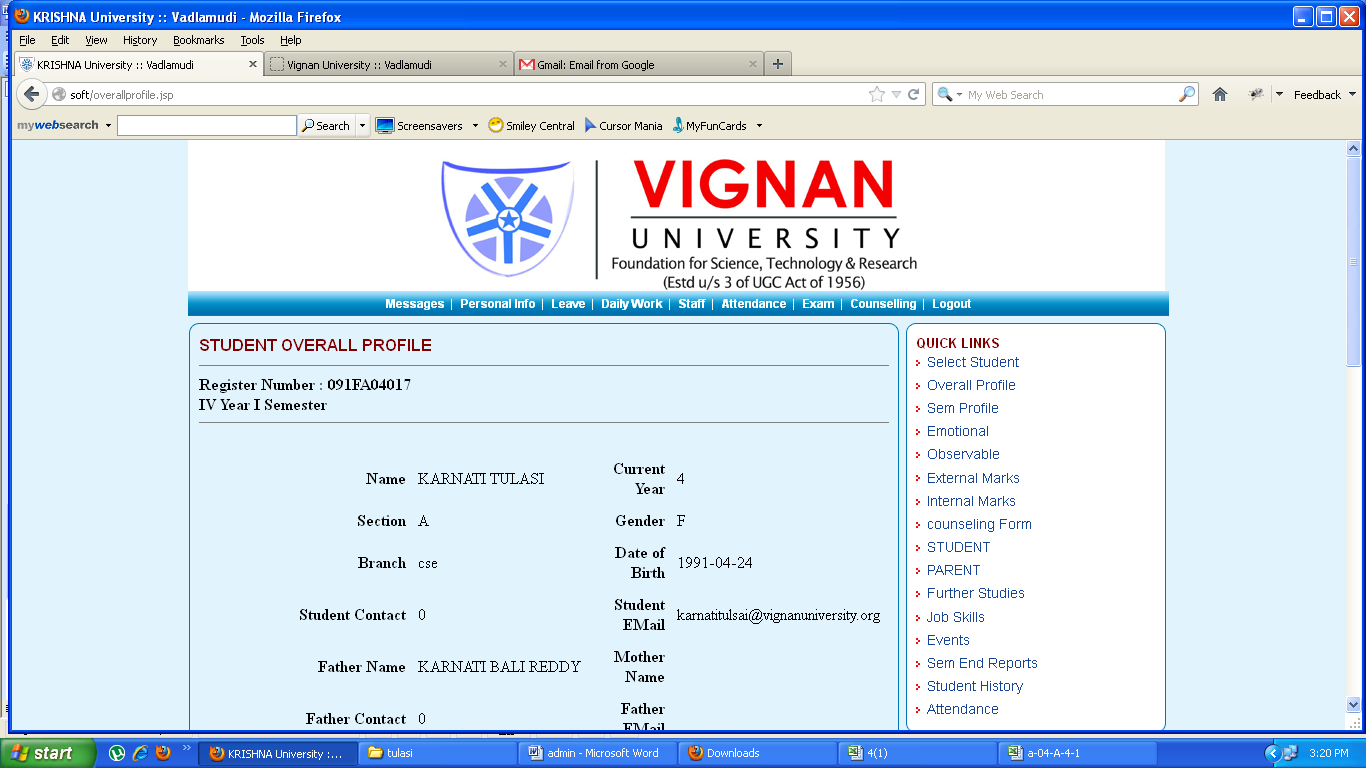 KRISHNA University :: Vadlamudi - Mozilla Firefox
File Edit View History Bookmarks Tools Help
KRISHNA University :: Vadlamudi Vignan University :: Vadlamudi Gmail: Email from Google
soft/overallprofile.jsp My Web Search Feedback
mywebsearch Search Screensavers Smiley Central Cursor Mania MyFunCards
VIGNAN
UNIVERSITY
Foundation for Science, Technology & Research
(Estd u/s 3 of UGC Act of 1956)
Messages | Personal Info | Leave | Daily Work | Staff | Attendance | Exam | Counselling | Logout
STUDENT OVERALL PROFILE
Register Number : 091FA04017
IV Year I Semester
Name KARNATI TULASI Current Year 4
Section A Gender F
Branch cse Date of Birth 1991-04-24
Student Contact 0 Student EMail karnatitulsai@vignanuniversity.org
Father Name KARNATI BALI REDDY Mother Name
Father Contact 0 Father EMail
QUICK LINKS
Select Student
Overall Profile
Sem Profile
Emotional
Observable
External Marks
Internal Marks
counseling Form
STUDENT
PARENT
Further Studies
Job Skills
Events
Sem End Reports
Student History
Attendance
start KRISHNA University :... tulasi admin - Microsoft Word Downloads 4(1) a-04-A-4-1 3:20 PM